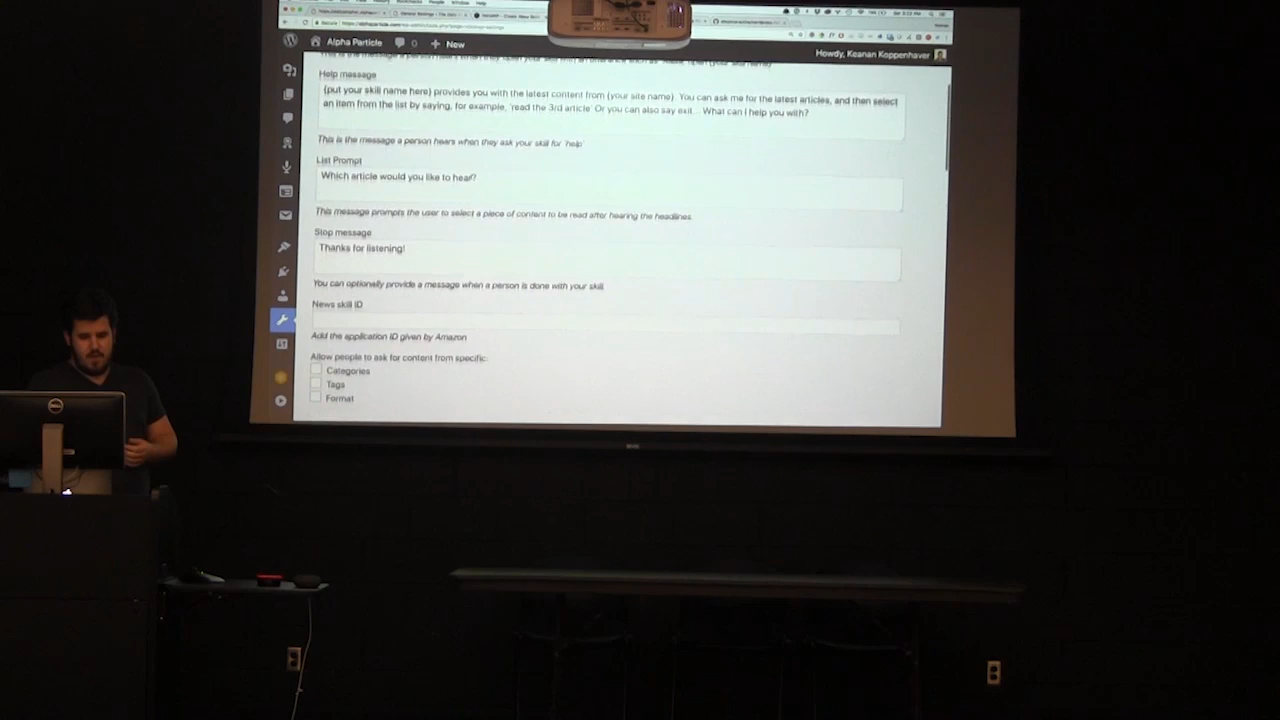 Alpha Particle 0 New Howdy, Keanan Koppenhaver
Help message
{put your skill name here} provides you with the latest content from {your site name}. You can ask me for the latest articles, and then select
an item from the list by saying, for example, 'read the 3rd article' Or you can also say exit... What can I help you with?
This is the message a person hears when they ask your skill for 'help'
List Prompt
Which article would you like to hear?
This message prompts the user to select a piece of content to be read after hearing the headlines.
Stop message
Thanks for listening!
You can optionally provide a message when a person is done with your skill.
News skill ID
Add the application ID given by Amazon
Allow people to ask for content from specific:
Categories
Tags
Format
DELL